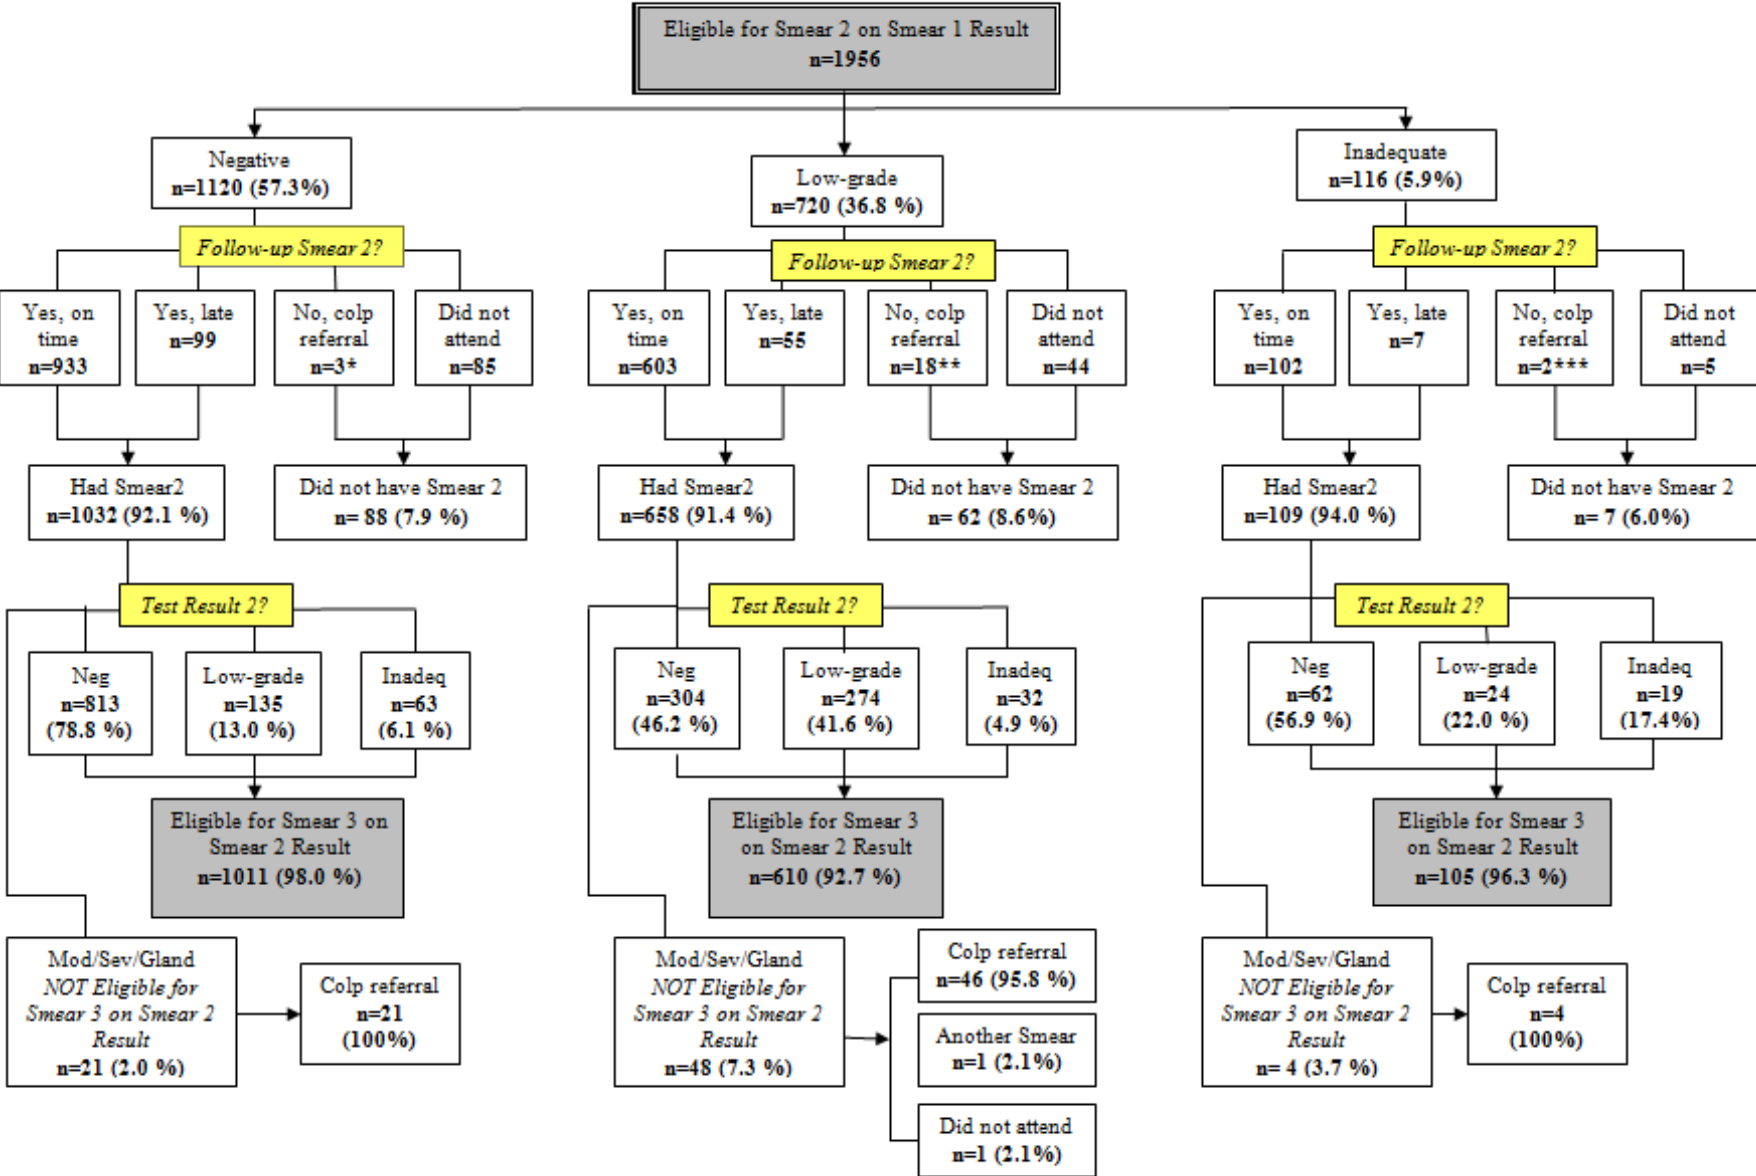 Eligible for Smear 2 on Smear 1 Result
n=1956
Negative
n=1120 (57.3%)
Low-grade
n=720 (36.8 %)
Inadequate
n=116 (5.9%)
Follow-up Smear 2?
Follow-up Smear 2?
Follow-up Smear 2?
Yes, on
time
n=933
Yes, late
n=99
No, colp
referral
n=3*
Did not
attend
n=85
Yes, on
time
n=603
Yes, late
n=55
No, colp
referral
n=18**
Did not
attend
n=44
Yes, on
time
n=102
Yes, late
n=7
No, colp
referral
n=2***
Did not
attend
n=5
Had Smear2
n=1032 (92.1 %)
Did not have Smear 2
n= 88 (7.9 %)
Had Smear2
n=658 (91.4 %)
Did not have Smear 2
n= 62 (8.6%)
Had Smear2
n=109 (94.0 %)
Did not have Smear 2
n= 7 (6.0%)
Test Result 2?
Test Result 2?
Test Result 2?
Neg
n=813
(78.8 %)
Low-grade
n=135
(13.0 %)
Inadeq
n=63
(6.1 %)
Neg
n=304
(46.2 %)
Low-grade
n=274
(41.6 %)
Inadeq
n=32
(4.9 %)
Neg
n=62
(56.9 %)
Low-grade
n=24
(22.0 %)
Inadeq
n=19
(17.4%)
Eligible for Smear 3 on
Smear 2 Result
n=1011 (98.0 %)
Eligible for Smear 3
on Smear 2 Result
n=610 (92.7 %)
Eligible for Smear 3
on Smear 2 Result
n=105 (96.3 %)
Mod/Sev/Gland
NOT Eligible for
Smear 3 on Smear 2
Result
n=21 (2.0 %)
Colp referral
n=21
(100%)
Mod/Sev/Gland
NOT Eligible for
Smear 3 on Smear 2
Result
n=48 (7.3 %)
Colp referral
n=46 (95.8 %)
Another Smear
n=1 (2.1%)
Did not attend
n=1 (2.1%)
Mod/Sev/Gland
NOT Eligible for
Smear 3 on Smear 2
Result
n= 4 (3.7 %)
Colp referral
n=4
(100%)